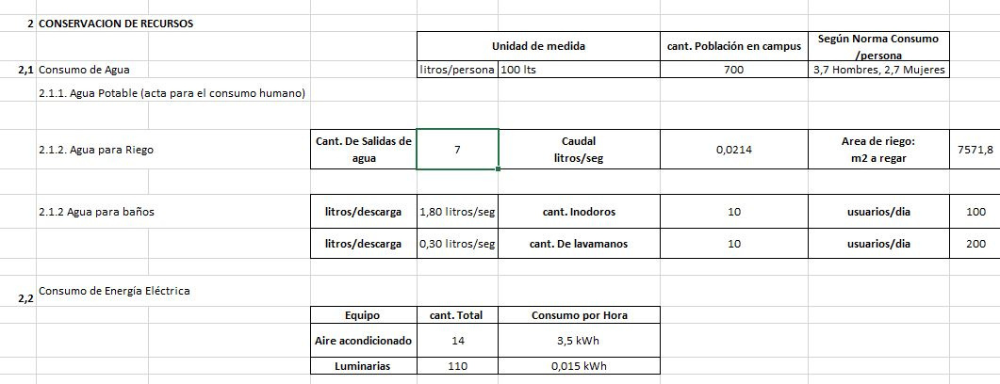 2 CONSERVACION DE RECURSOS
Unidad de medida cant. Población en campus Según Norma Consumo /persona
2,1 Consumo de Agua litros/persona 100 lts 700 3,7 Hombres, 2,7 Mujeres
2.1.1. Agua Potable (acta para el consumo humano)
2.1.2. Agua para Riego Cant. De Salidas de agua 7 Caudal litros/seg 0,0214 Area de riego: m2 a regar 7571,8
2.1.2 Agua para baños litros/descarga 1,80 litros/seg cant. Inodoros 10 usuarios/dia 100
litros/descarga 0,30 litros/seg cant. De lavamanos 10 usuarios/dia 200
2,2 Consumo de Energía Eléctrica
Equipo cant. Total Consumo por Hora
Aire acondicionado 14 3,5 kWh
Luminarias 110 0,015 kWh